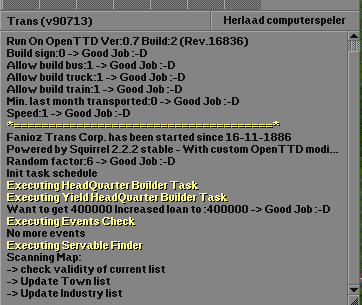 Trans (v90713)
Herlaad computerspeler
Run On OpenTTD Ver:0.7 Build:2 (Rev.16836)
Build sign:0 -> Good Job :-D
Allow build bus:1 -> Good Job :-D
Allow build truck:1 -> Good Job :-D
Allow build train:1 -> Good Job :-D
Min. last month transported:0 -> Good Job :-D
Speed:1 -> Good Job :-D
*=====================================*
Fanioz Trans Corp. has been started since 16-11-1886
Powered by Squirrel 2.2.2 stable - With custom OpenTTD modi...
Random factor:6 -> Good Job :-D
Init task schedule
Executing HeadQuarter Builder Task
Executing Yield HeadQuarter Builder Task
Want to get 400000 Increased loan to :400000 -> Good Job :-D
Executing Events Check
No more events
Executing Servable Finder
Scanning Map:
-> check validity of current list
-> Update Town list
-> Update Industry list